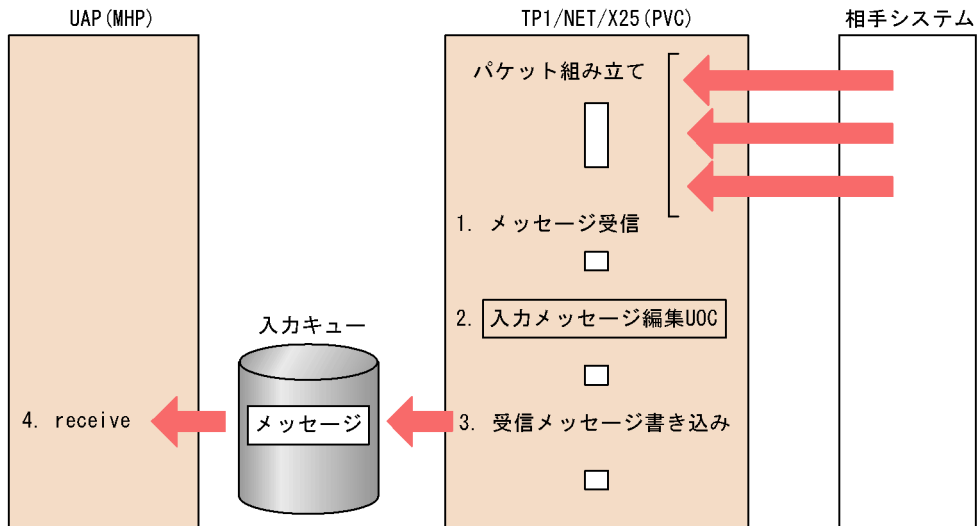 UAP(MHP)
TP1/NET/X25(PVC)
相手システム
パケット組み立て
1. メッセージ受信
2. 入力メッセージ編集UOC
入力キュー
4. receive
メッセージ
3. 受信メッセージ書き込み